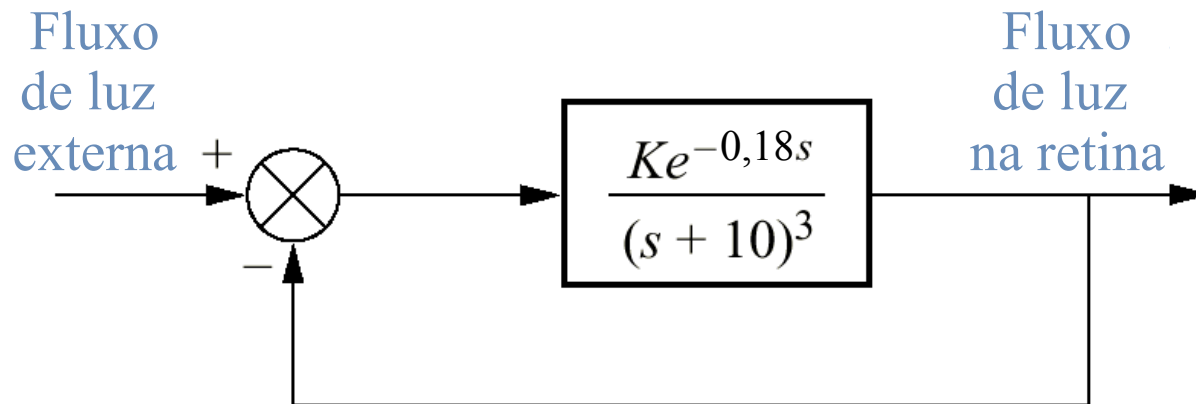 Fluxo
de luz
externa
+
−
Ke^{−0,18s}
(s + 10)^3
Fluxo
de luz
na retina